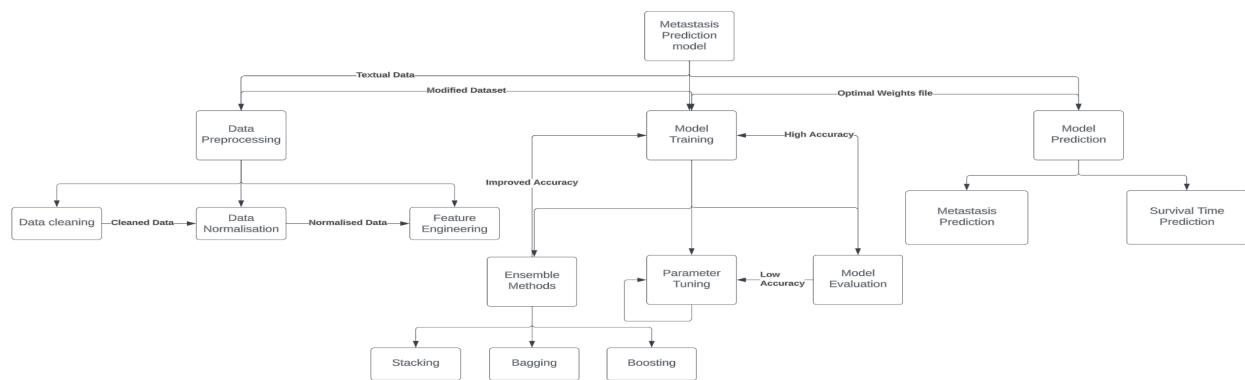 Metastasis
Prediction
model
Textual Data
Modified Dataset
Optimal Weights file
Data
Preprocessing
Model
Training
High Accuracy
Model
Prediction
Improved Accuracy
Data cleaning
Cleaned Data
Data
Normalisation
Normalised Data
Feature
Engineering
Metastasis
Prediction
Survival Time
Prediction
Ensemble
Methods
Parameter
Tuning
Low
Accuracy
Model
Evaluation
Stacking
Bagging
Boosting